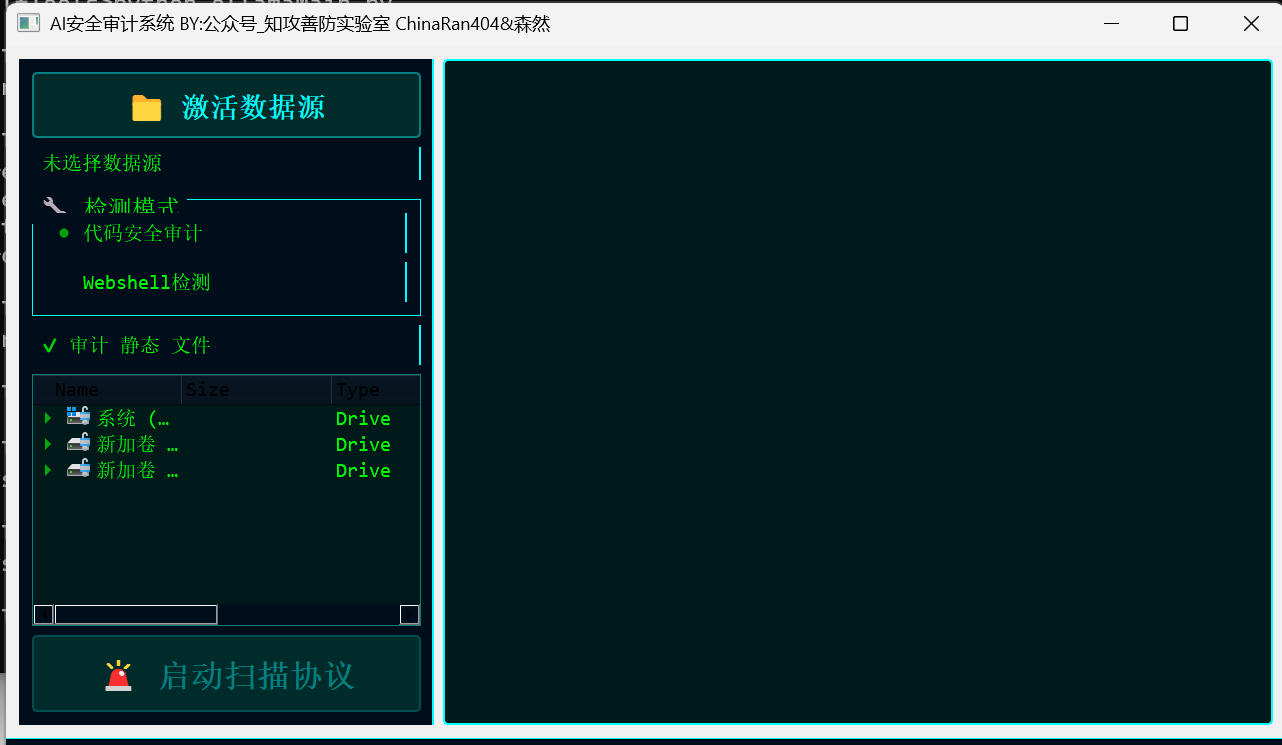 AI安全审计系统 BY:公众号_知攻善防实验室 ChinaRan404&森然
激活数据源
未选择数据源
检测模式
代码安全审计
Webshell检测
✓ 审计 静态 文件
Name Size Type
系统 (… Drive
新加卷 … Drive
新加卷 … Drive
启动扫描协议